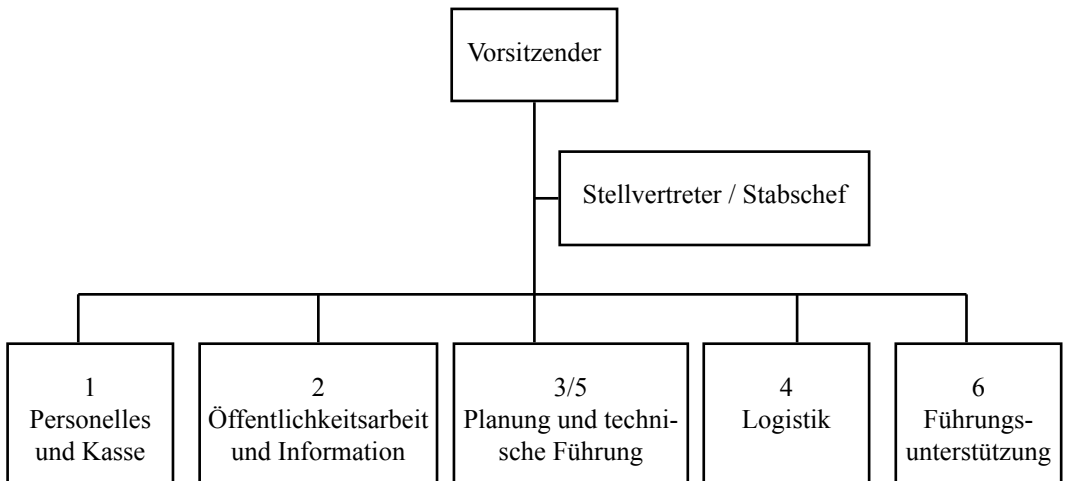 Vorsitzender
Stellvertreter / Stabschef
1
Personelles
und Kasse
2
Öffentlichkeitsarbeit
und Information
3/5
Planung und techni-
sche Führung
4
Logistik
6
Führungs-
unterstützung